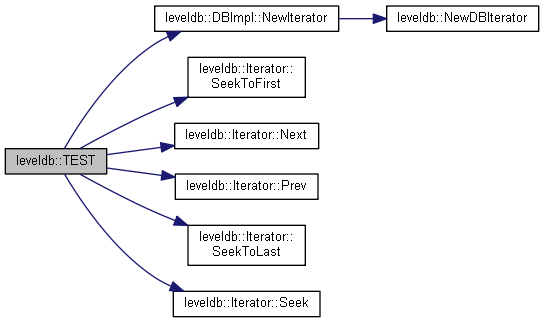 leveldb::DBImpl::NewIterator
leveldb::NewDBIterator
leveldb::Iterator::
SeekToFirst
leveldb::Iterator::Next
leveldb::TEST
leveldb::Iterator::Prev
leveldb::Iterator::
SeekToLast
leveldb::Iterator::Seek